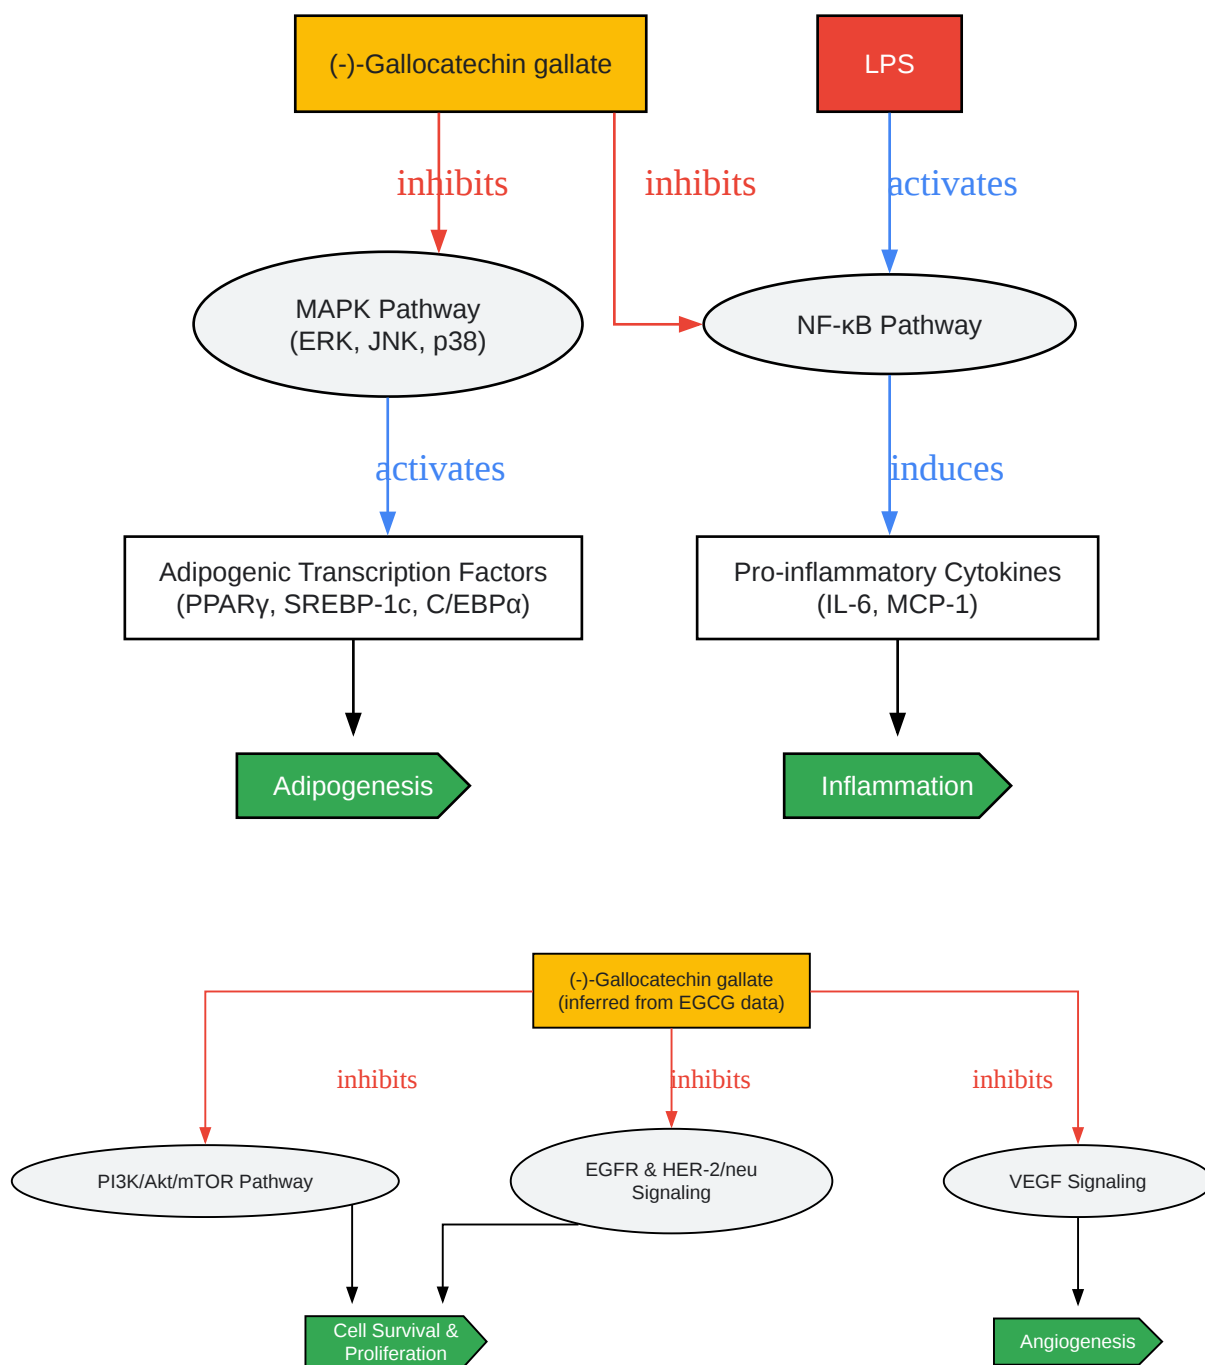 (-)-Gallocatechin gallate
LPS
inhibits
inhibits
activates
MAPK Pathway
(ERK, JNK, p38)
NF-κB Pathway
activates
induces
Adipogenic Transcription Factors
(PPARγ, SREBP-1c, C/EBPα)
Pro-inflammatory Cytokines
(IL-6, MCP-1)
Adipogenesis
Inflammation
(-)-Gallocatechin gallate
(inferred from EGCG data)
inhibits
inhibits
inhibits
PI3K/Akt/mTOR Pathway
EGFR & HER-2/neu
Signaling
VEGF Signaling
Cell Survival &
Proliferation
Angiogenesis